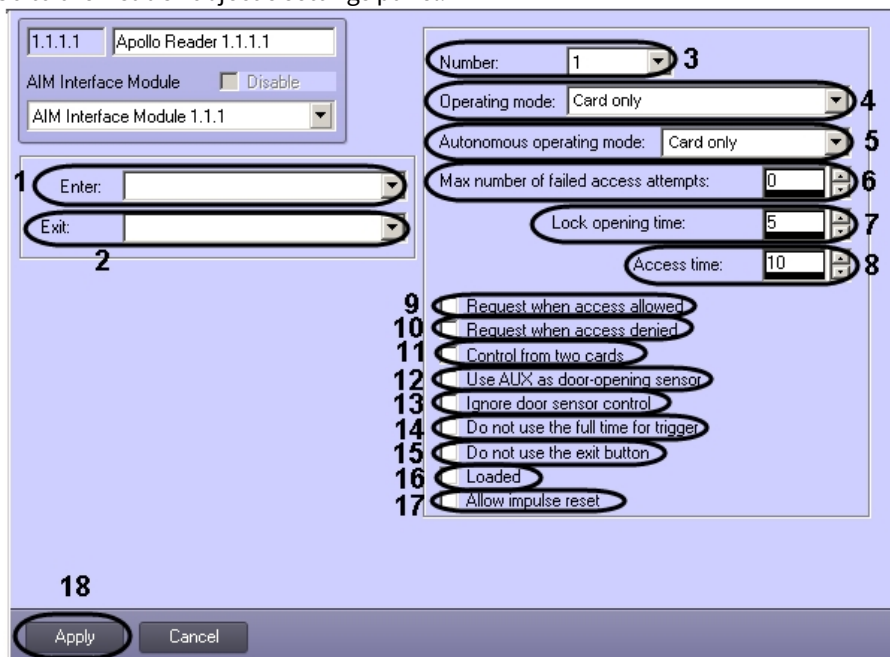 1.1.1.1 Apollo Reader 1.1.1.1
AIM Interface Module Disable
AIM Interface Module 1.1.1
1 Enter:
Exit:
2
Number: 1 3
Operating mode: Card only 4
Autonomous operating mode: Card only 5
Max number of failed access attempts: 0 6
Lock opening time: 5 7
Access time: 10 8
9 Request when access allowed
10 Request when access denied
11 Control from two cards
12 Use AUX as door-opening sensor
13 Ignore door sensor control
14 Do not use the full time for trigger
15 Do not use the exit button
16 Loaded
17 Allow impulse reset
18
Apply Cancel